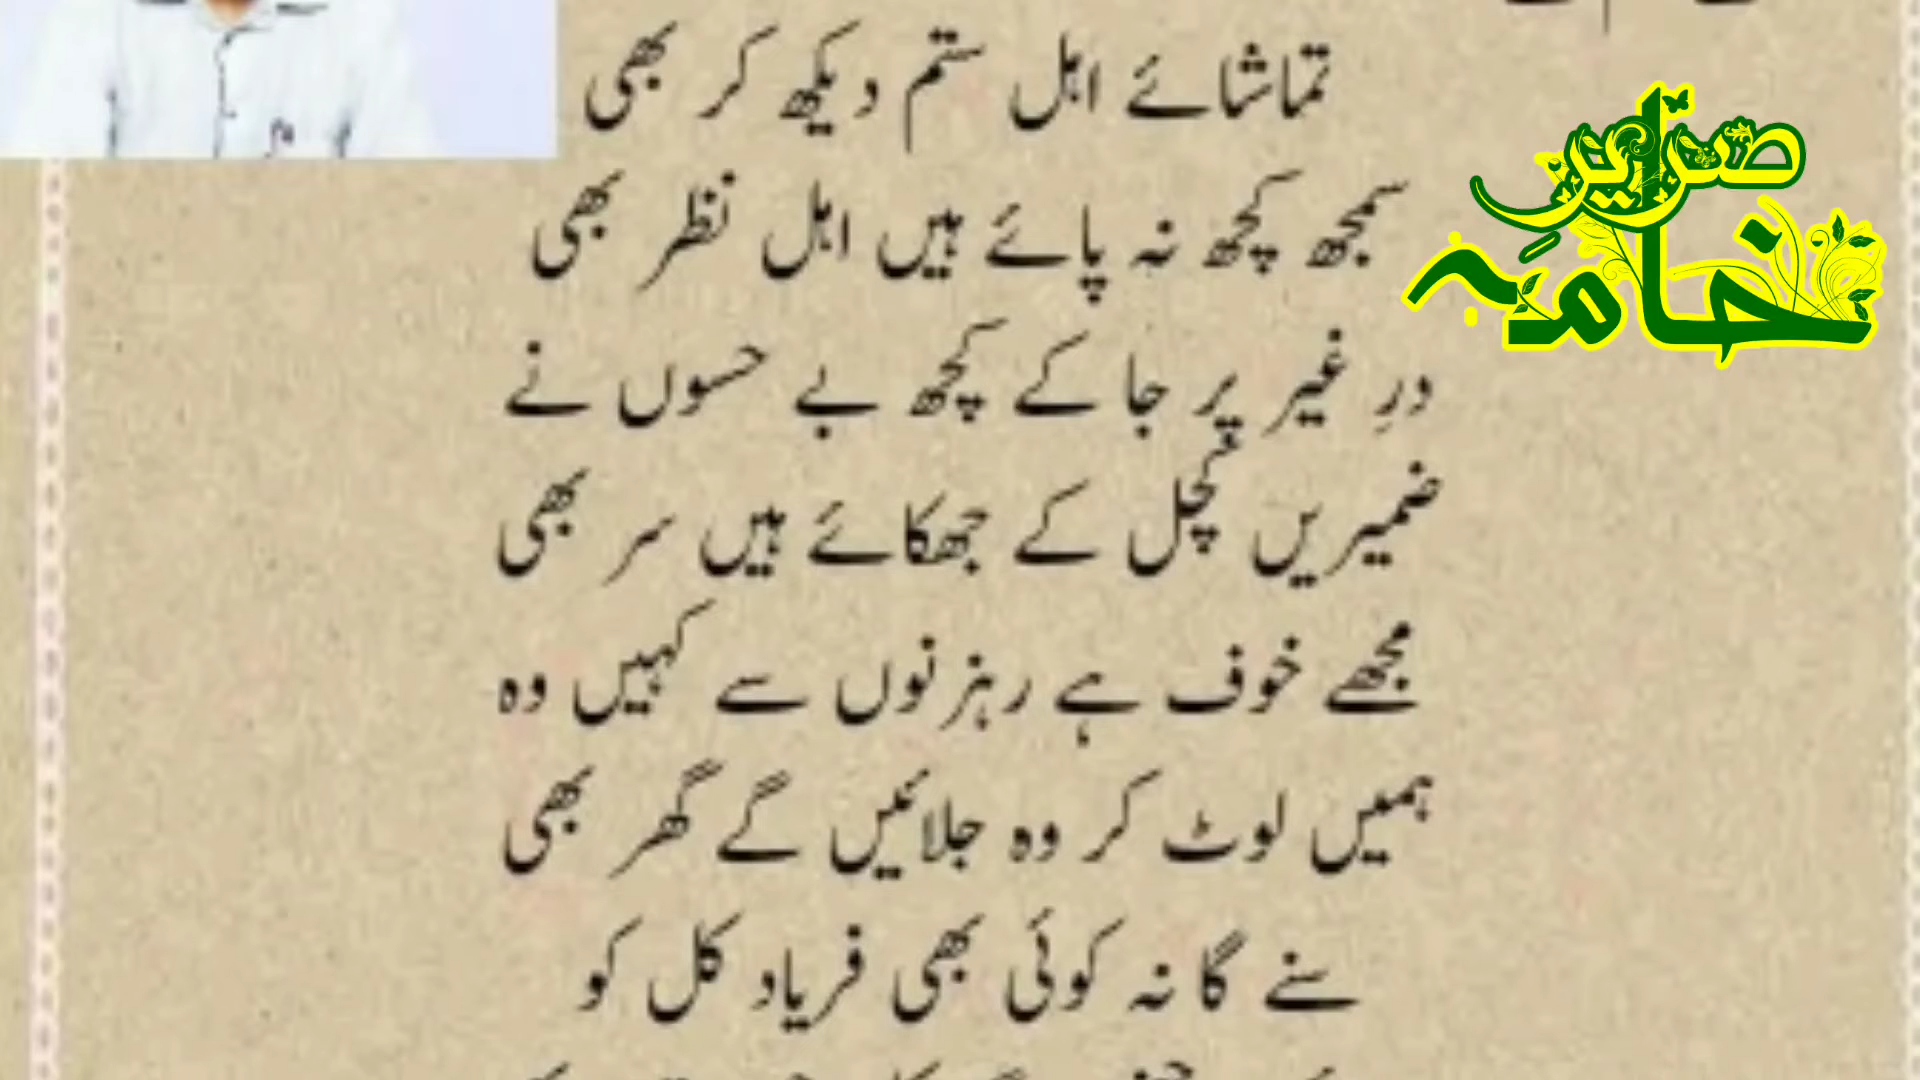 تماشائے اہل ستم دیکھ کر بھی
سمجھ کچھ نہ پائے ہیں اہل نظر بھی
درِ غیر پر جا کے کچھ بے حسوں نے
ضمیریں کچل کے جھکائے ہیں سر بھی
مجھے خوف ہے رہزنوں سے کہیں وہ
ہمیں لوٹ کر وہ جلائیں گے گھر بھی
سنے گا نہ کوئی بھی فریاد کل کو
صریرِ خامہ